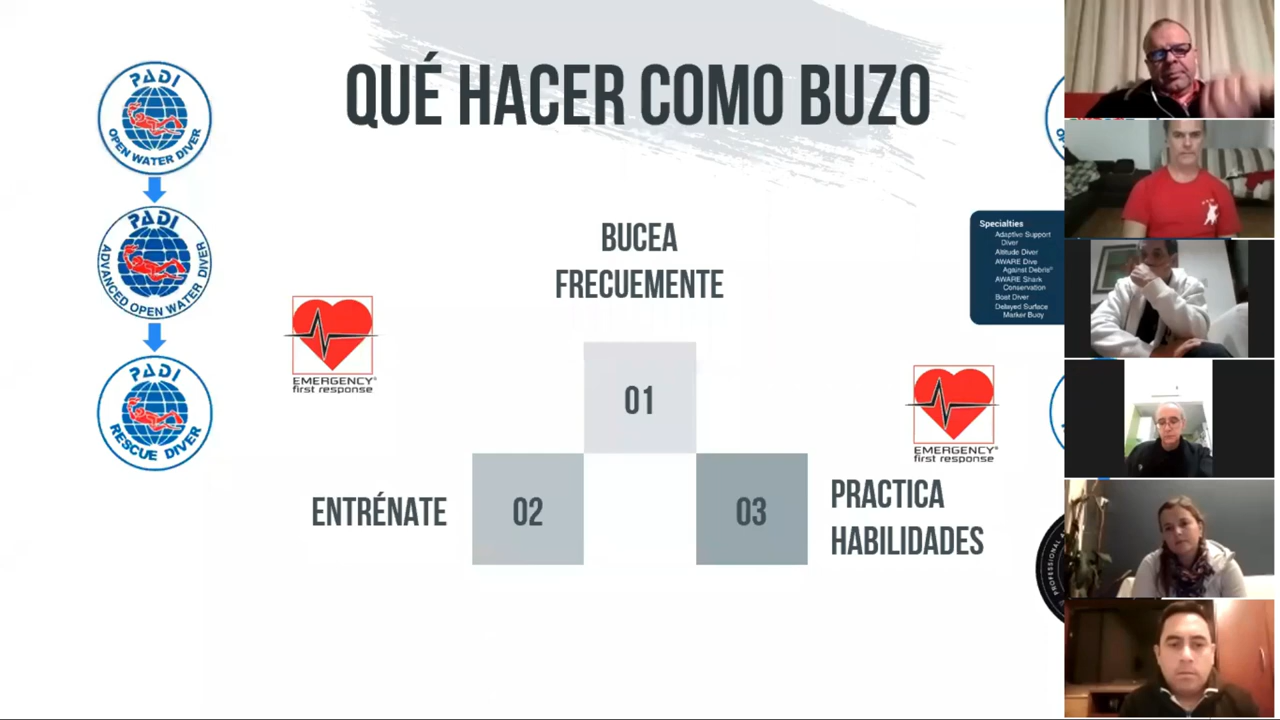 QUÉ HACER COMO BUZO
PADI
OPEN WATER DIVER
PADI
ADVANCED OPEN WATER DIVER
PADI
RESCUE DIVER
BUCEA
FRECUEMENTE
EMERGENCY®
first response
01
ENTRÉNATE
02
03
PRACTICA
HABILIDADES
Specialties
Adaptive Support
Diver
Altitude Diver
AWARE Dive
Against Debris®
AWARE Shark
Conservation
Boat Diver
Delayed Surface
Marker Buoy
EMERGENCY®
first response
PROFESSIONAL